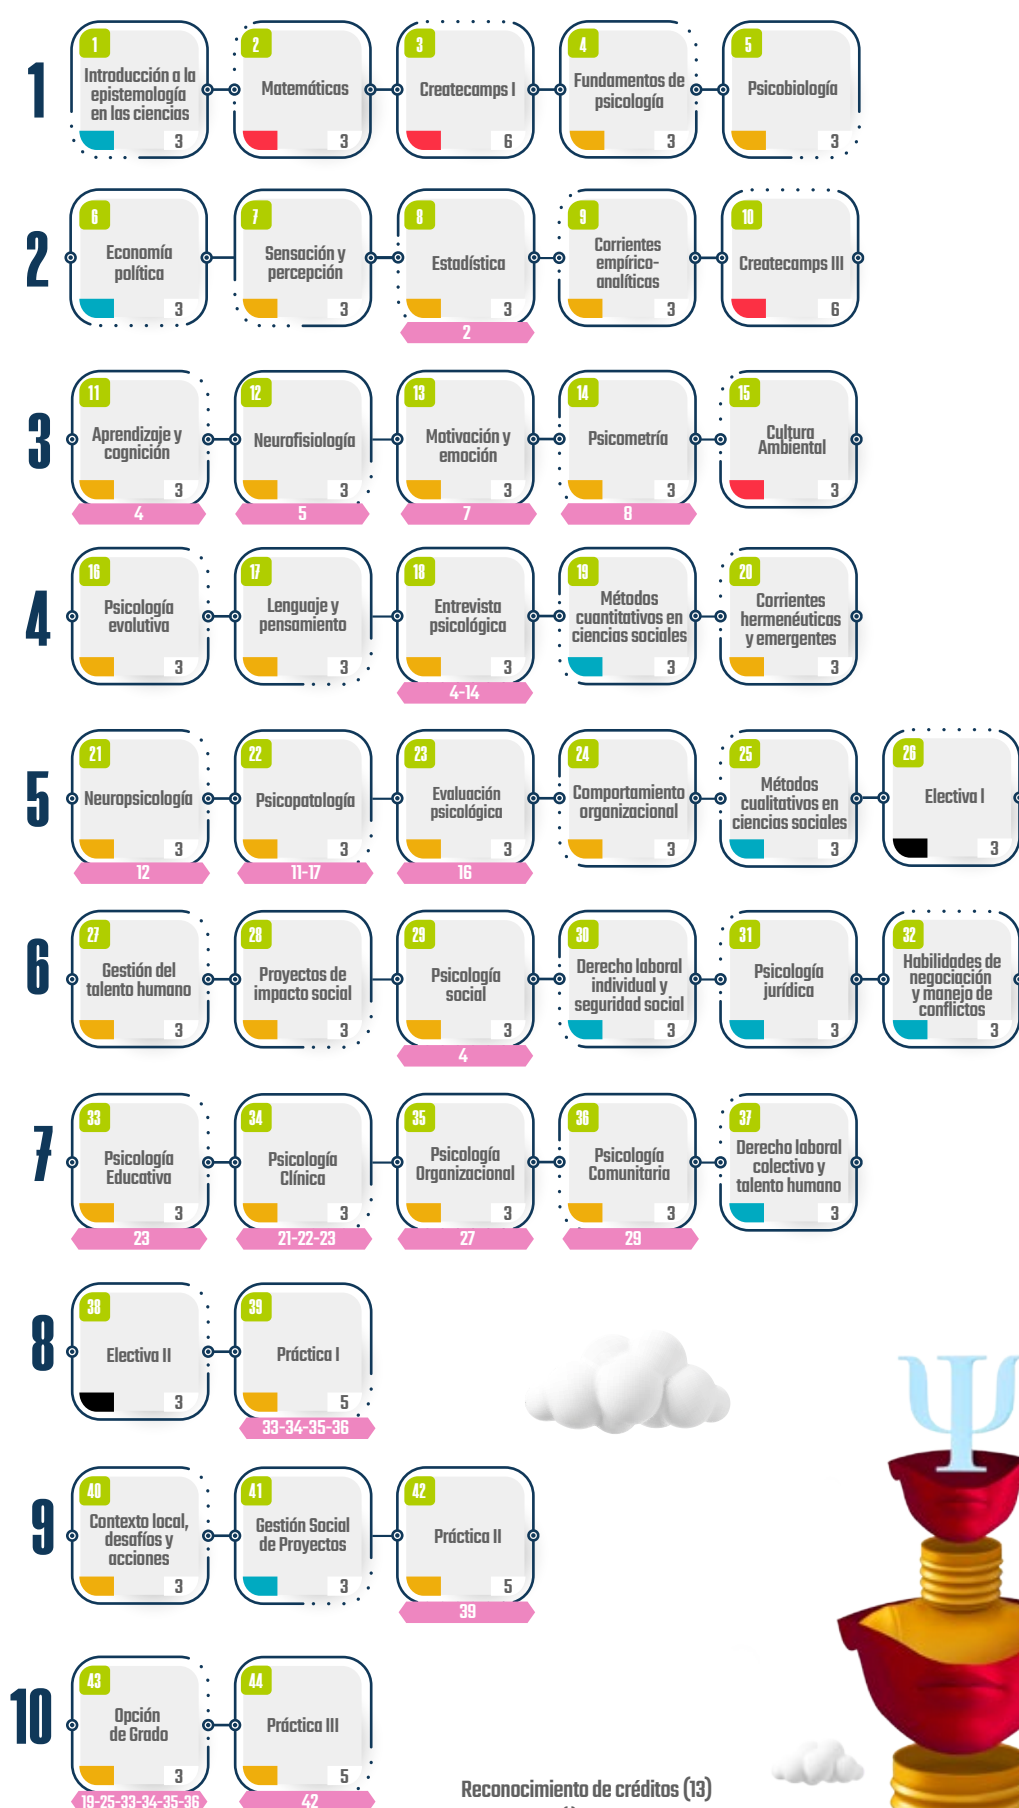 1
1
Introducción a la
epistemología
en las ciencias
3
2
Matemáticas
3
3
Createcamps I
6
4
Fundamentos de
psicología
3
5
Psicobiología
3
2
6
Economía
política
3
7
Sensación y
percepción
3
8
Estadística
3
2
9
Corrientes
empírico-
analíticas
3
10
Createcamps III
6
3
11
Aprendizaje y
cognición
3
4
12
Neurofisiología
3
5
13
Motivación y
emoción
3
7
14
Psicometría
3
8
15
Cultura
Ambiental
3
4
16
Psicología
evolutiva
3
17
Lenguaje y
pensamiento
3
18
Entrevista
psicológica
3
4-14
19
Métodos
cuantitativos en
ciencias sociales
3
20
Corrientes
hermenéuticas
y emergentes
3
5
21
Neuropsicología
3
12
22
Psicopatología
3
11-17
23
Evaluación
psicológica
3
16
24
Comportamiento
organizacional
3
25
Métodos
cualitativos en
ciencias sociales
3
26
Electiva I
3
6
27
Gestión del
talento humano
3
28
Proyectos de
impacto social
3
29
Psicología
social
3
4
30
Derecho laboral
individual y
seguridad social
3
31
Psicología
jurídica
3
32
Habilidades de
negociación
y manejo de
conflictos
3
7
33
Psicología
Educativa
3
23
34
Psicología
Clínica
3
21-22-23
35
Psicología
Organizacional
3
27
36
Psicología
Comunitaria
3
29
37
Derecho laboral
colectivo y
talento humano
3
8
38
Electiva II
3
39
Práctica I
5
33-34-35-36
9
40
Contexto local,
desafíos y
acciones
3
41
Gestión Social
de Proyectos
3
42
Práctica II
5
39
10
43
Opción
de Grado
3
19-25-33-34-35-36
44
Práctica III
5
42
Reconocimiento de créditos (13)
Ψ